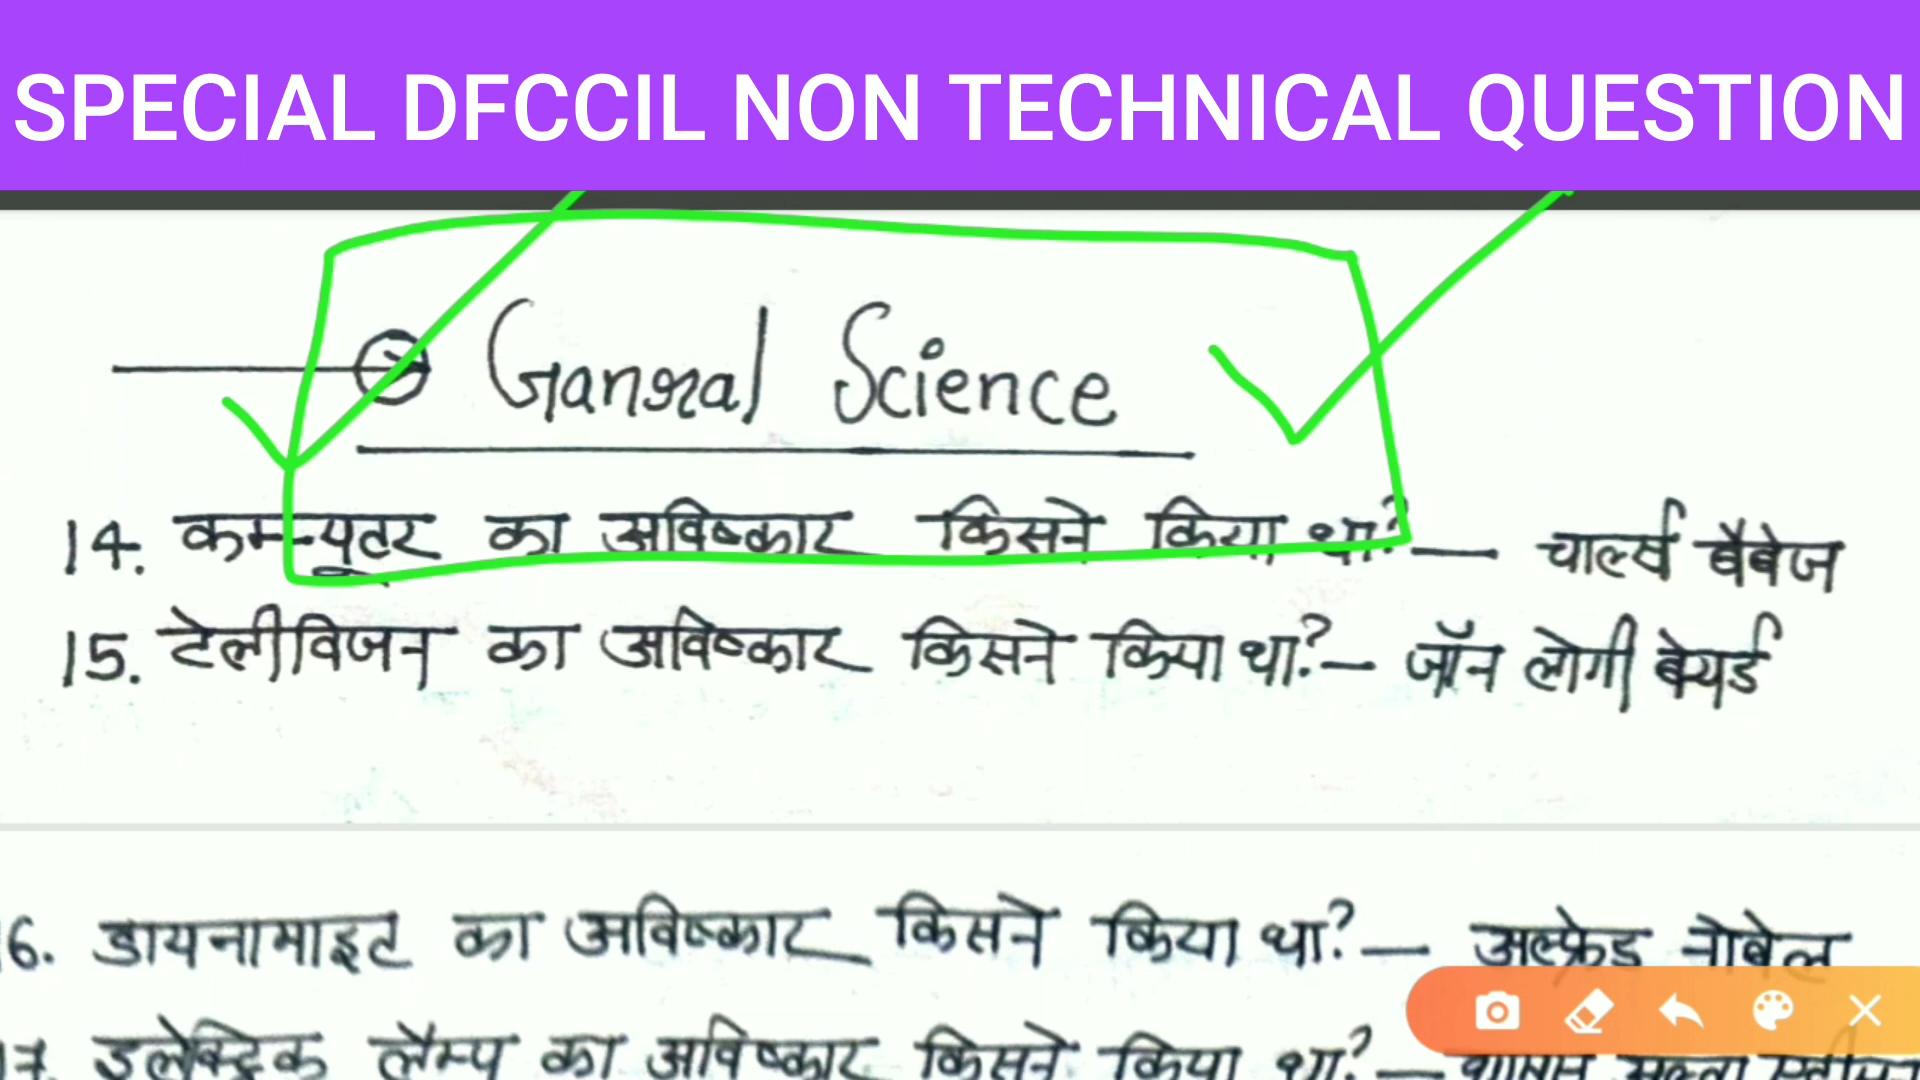 SPECIAL DFCCIL NON TECHNICAL QUESTION
Ganral Science
14. कम्प्यूटर का अविष्कार किसने किया था? — चार्ल्स बैबेज
15. टेलीविजन का अविष्कार किसने किया था? — जॉन लोगी बेयर्ड
16. डायनामाइट का अविष्कार किसने किया था? — अल्फ्रेड नोबेल
17. इलेक्ट्रिक लैम्प का अविष्कार किसने किया था? —